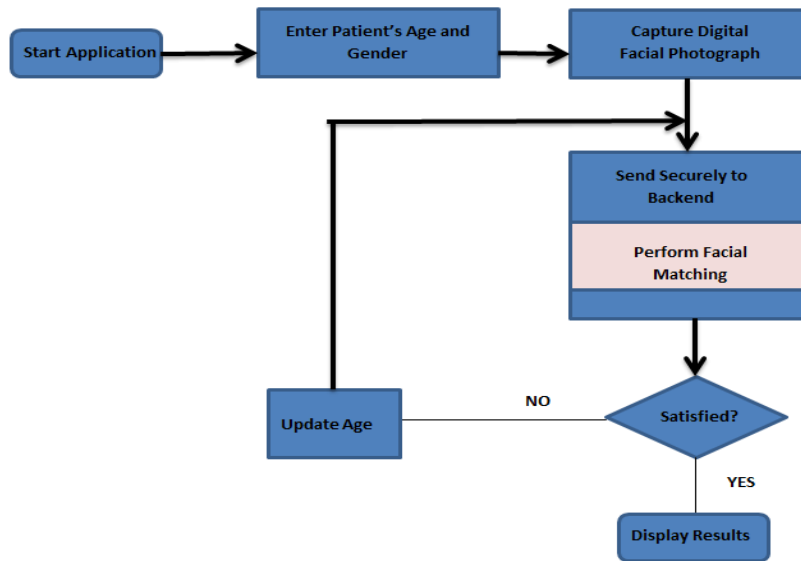 Start Application
Enter Patient's Age and
Gender
Capture Digital
Facial Photograph
Send Securely to
Backend
Perform Facial
Matching
Satisfied?
NO
Update Age
YES
Display Results